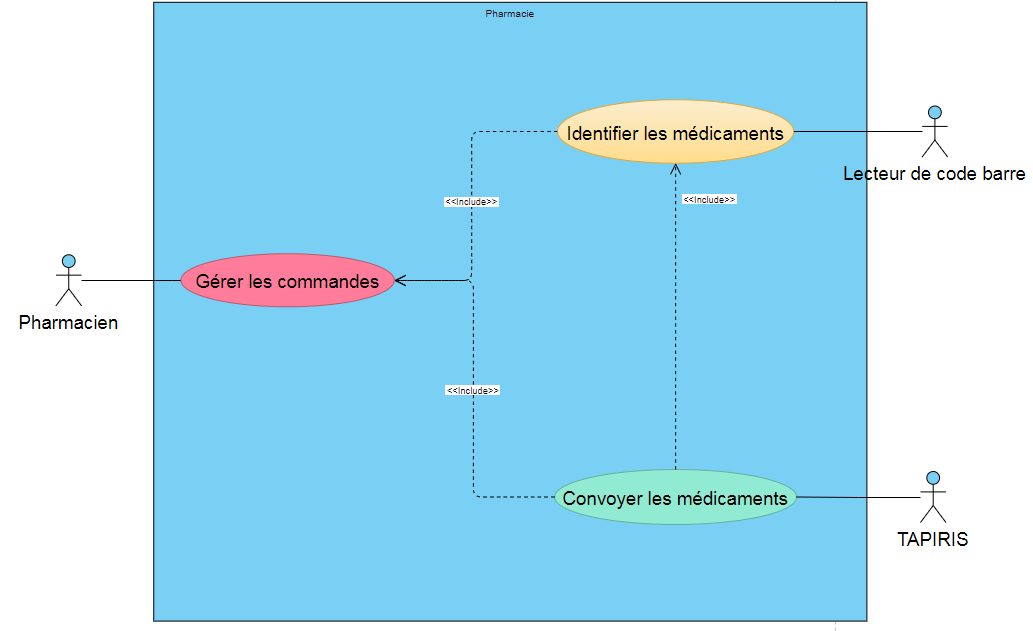 Pharmacie
Identifier les médicaments
Lecteur de code barre
<<Include>>
<<Include>>
Gérer les commandes
Pharmacien
<<Include>>
Convoyer les médicaments
TAPIRIS